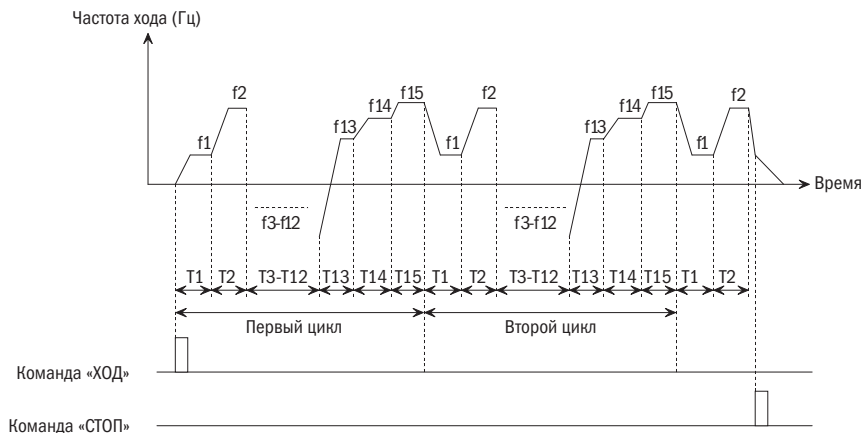 Частота хода (Гц)
f1
f2
f13
f14
f15
f1
f2
f13
f14
f15
f1
f2
f3-f12
f3-f12
Время
T1
T2
T3-T12
T13
T14
T15
T1
T2
T3-T12
T13
T14
T15
T1
T2
Первый цикл
Второй цикл
Команда «ХОД»
Команда «СТОП»